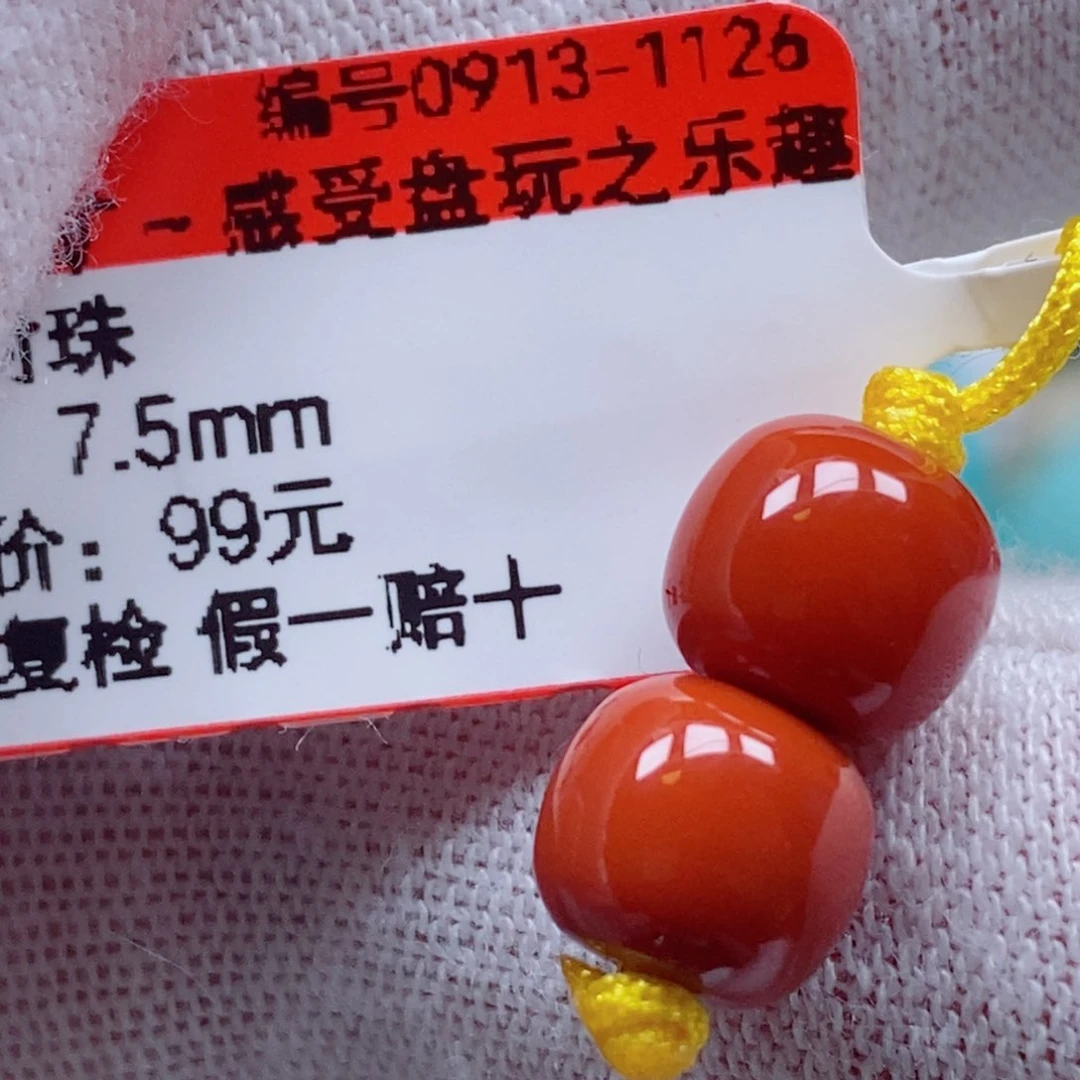 编号0913-1126
-感受盘玩之乐趣
珠
7.5mm
价：99元
复检 假一赔十